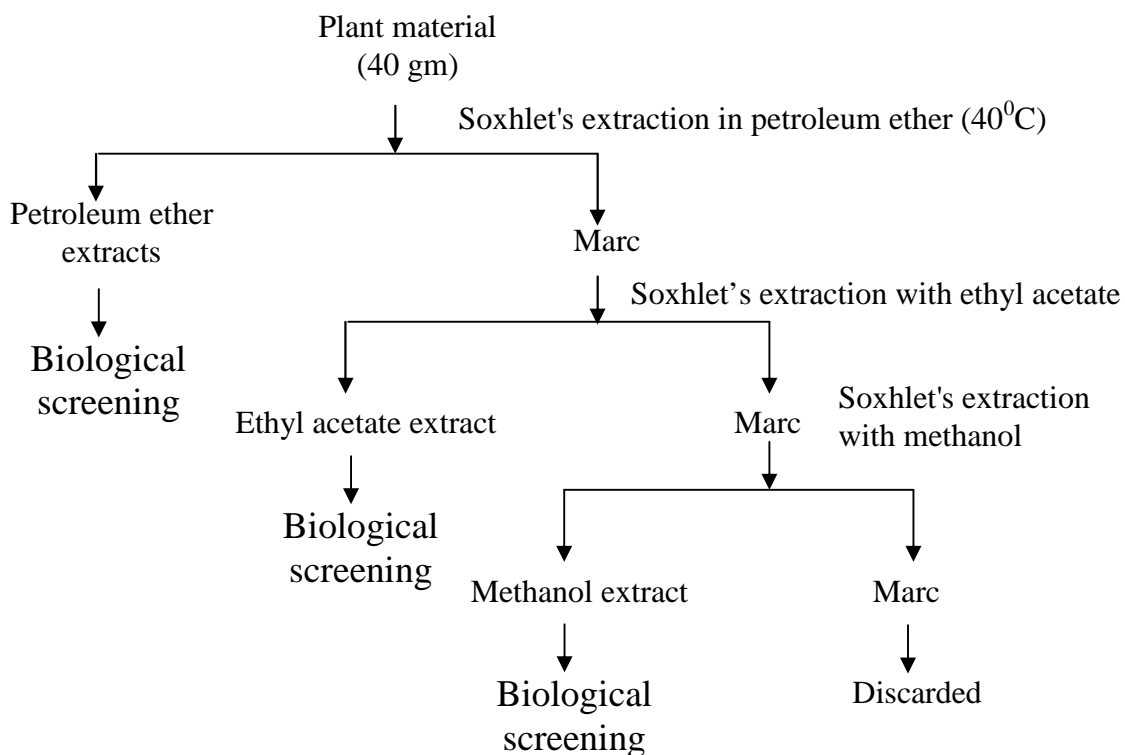 Plant material
(40 gm)
Soxhlet's extraction in petroleum ether (40⁰C)
Petroleum ether
extracts
Marc
Soxhlet’s extraction with ethyl acetate
Biological
screening
Ethyl acetate extract
Marc
Soxhlet's extraction
with methanol
Biological
screening
Methanol extract
Marc
Biological
screening
Discarded